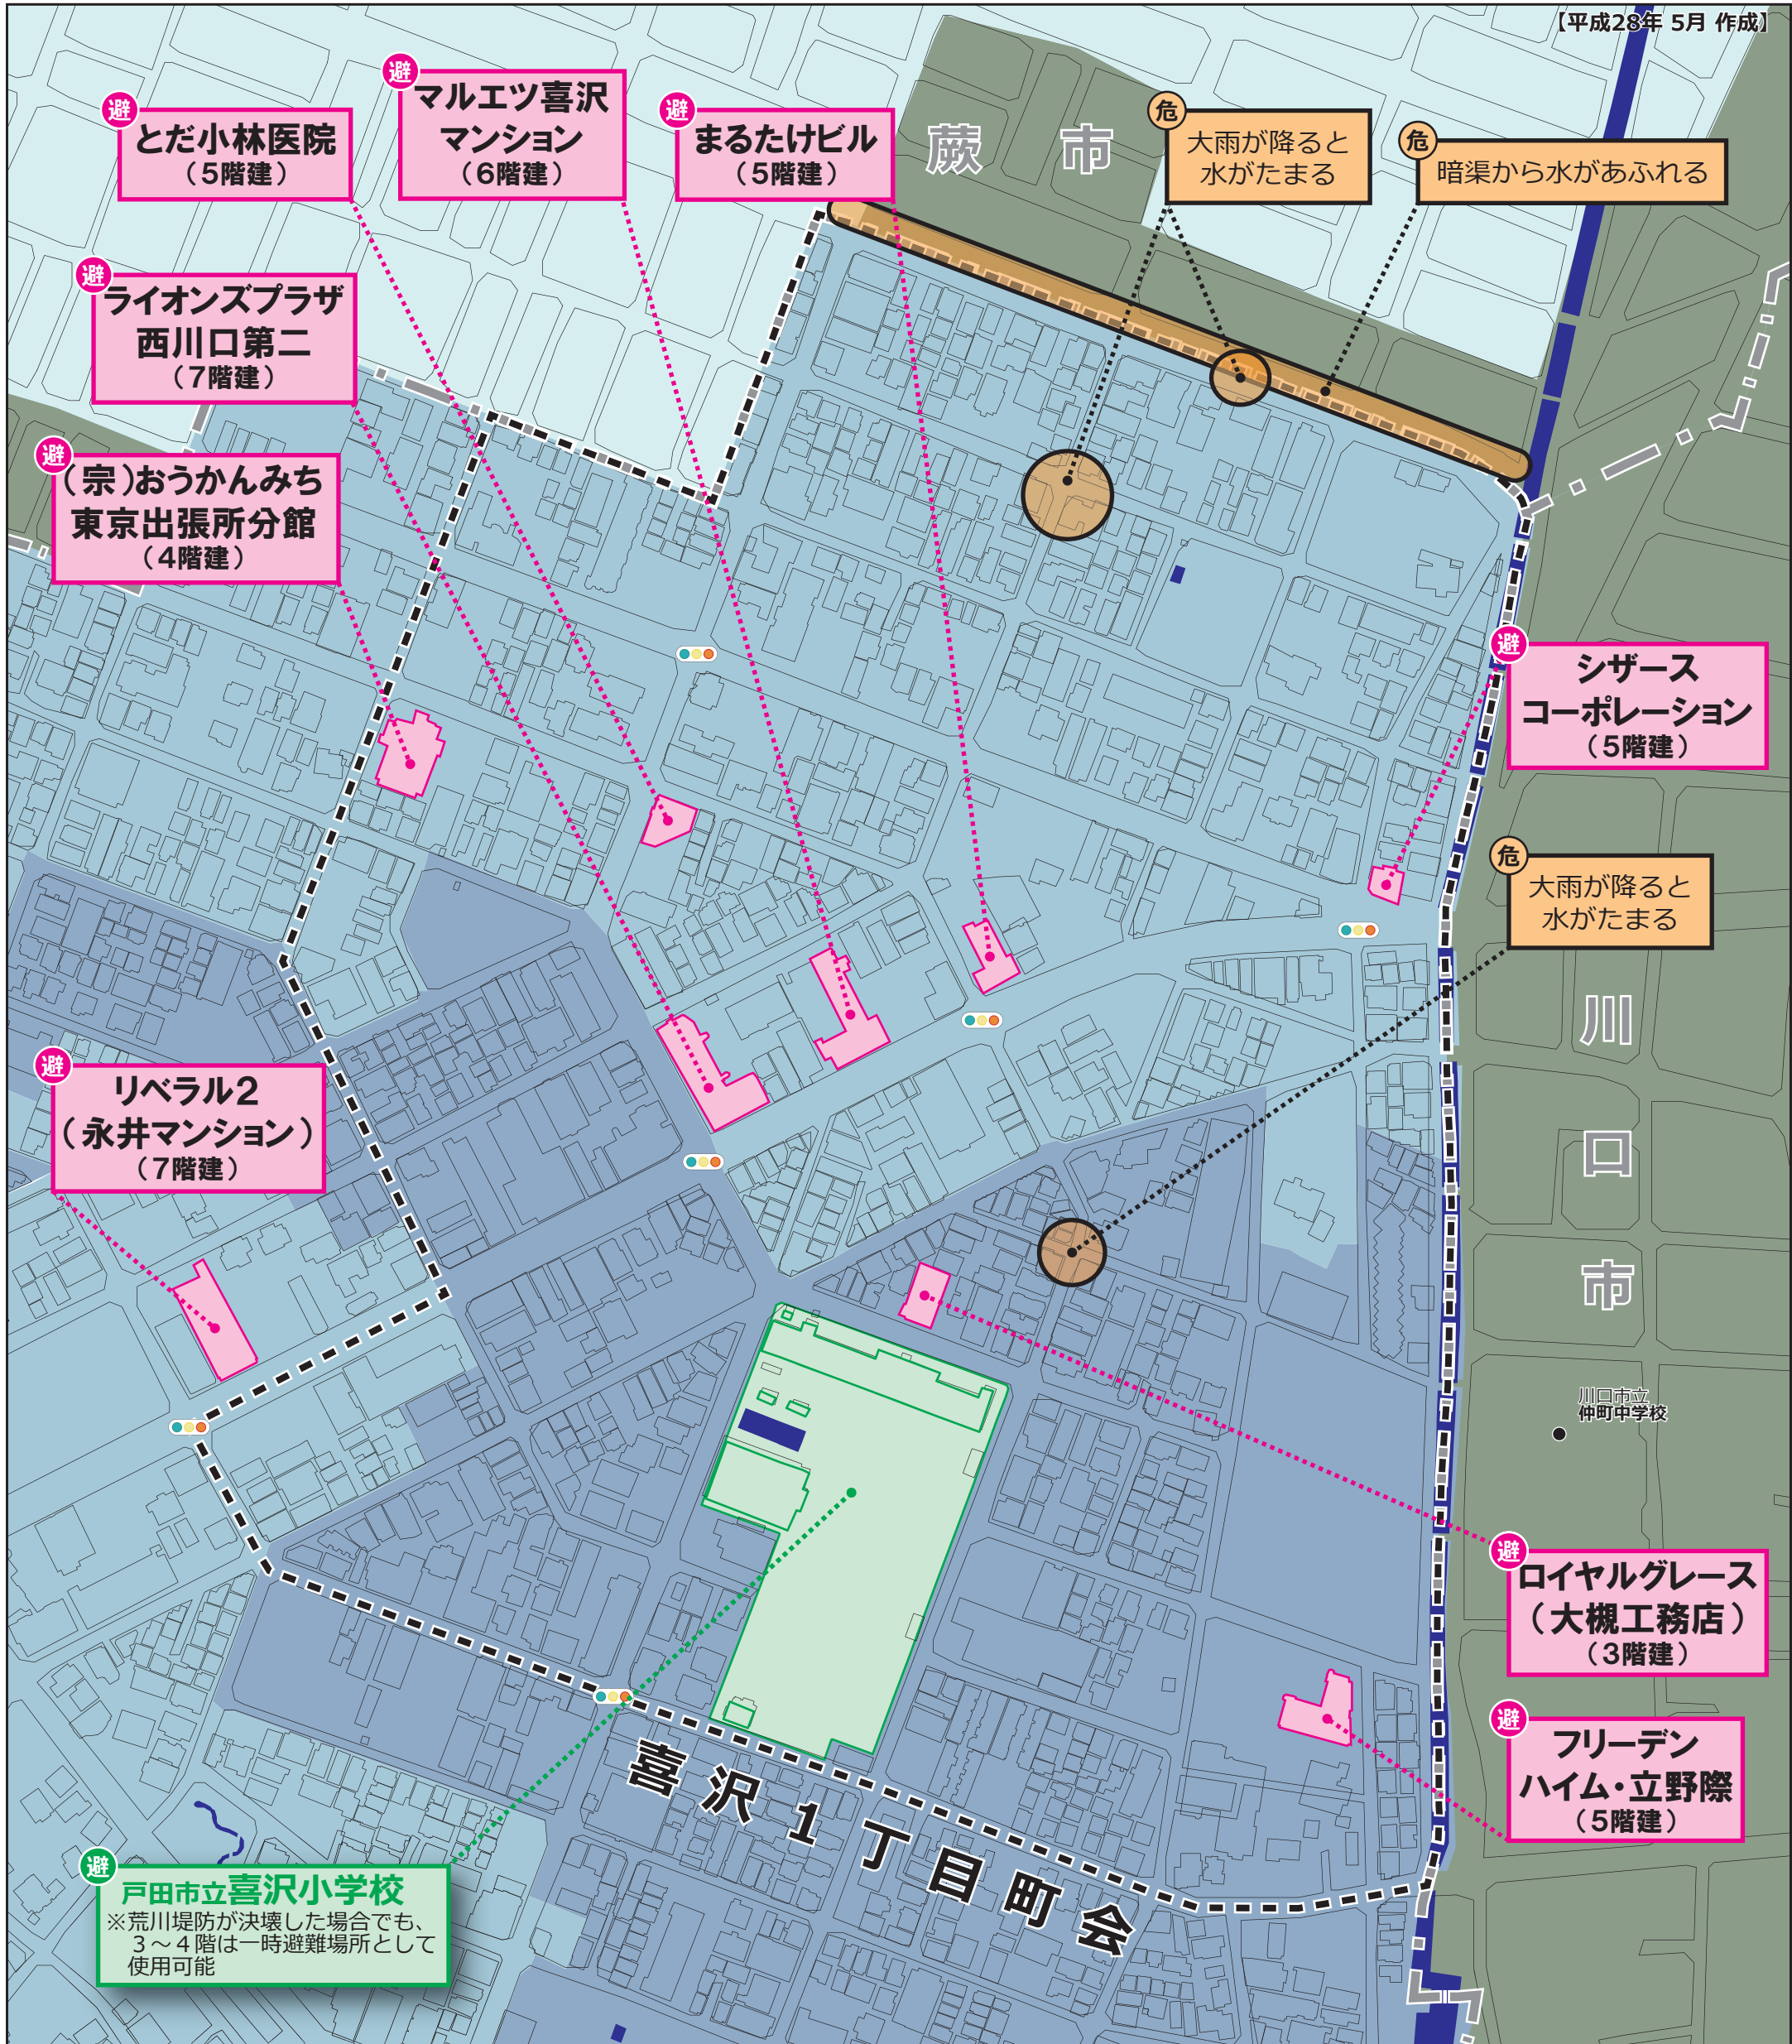 【平成28年 5月 作成】
避
とだ小林医院
（5階建）
避
マルエツ喜沢
マンション
（6階建）
避
まるたけビル
（5階建）
蕨市
危
大雨が降ると
水がたまる
危
暗渠から水があふれる
避
ライオンズプラザ
西川口第二
（7階建）
避
（宗）おうかんみち
東京出張所分館
（4階建）
避
シザース
コーポレーション
（5階建）
危
大雨が降ると
水がたまる
川口市
避
リベラル2
（永井マンション）
（7階建）
川口市立
仲町中学校
避
ロイヤルグレース
（大槻工務店）
（3階建）
避
フリーデン
ハイム・立野際
（5階建）
喜沢1丁目町会
避
戸田市立喜沢小学校
※荒川堤防が決壊した場合でも、
3～4階は一時避難場所として
使用可能